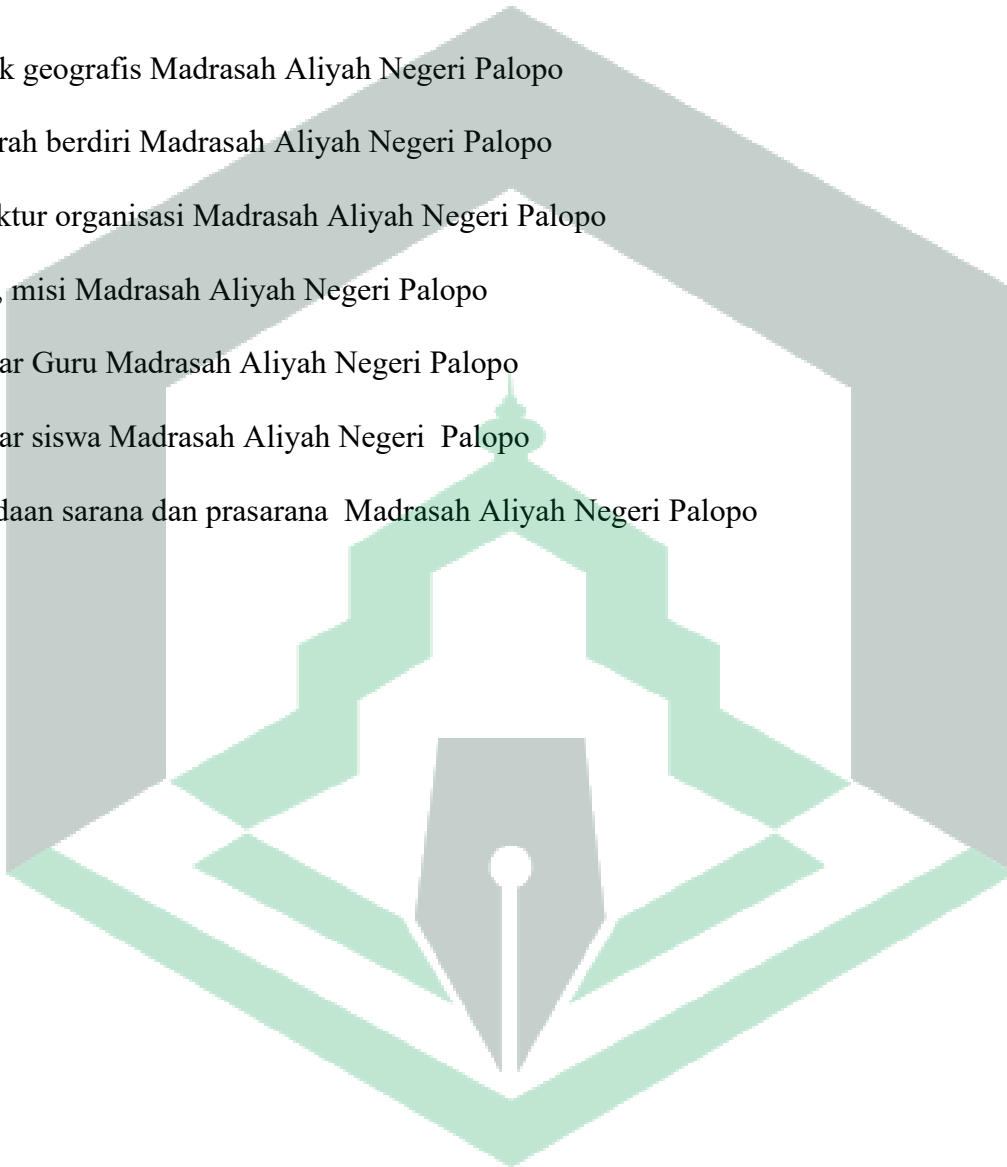 k geografis Madrasah Aliyah Negeri Palopo
rah berdiri Madrasah Aliyah Negeri Palopo
ktur organisasi Madrasah Aliyah Negeri Palopo
, misi Madrasah Aliyah Negeri Palopo
ar Guru Madrasah Aliyah Negeri Palopo
ar siswa Madrasah Aliyah Negeri  Palopo
daan sarana dan prasarana  Madrasah Aliyah Negeri Palopo